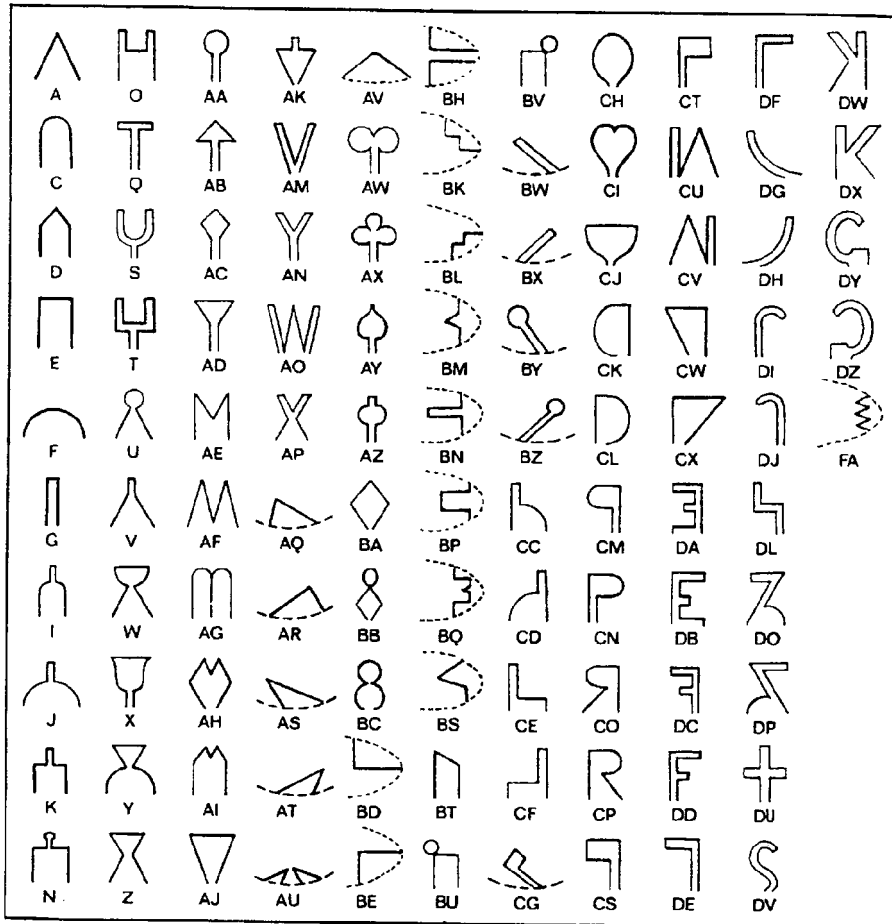 A O AA AK AV BH BV CH CT DF DW
C Q AB AM AW BK BW CI CU DG DX
D S AC AN AX BL BX CJ CV DH DY
E T AD AO AY BM BY CK CW DI DZ
F U AE AP AZ BN BZ CL CX DJ FA
G V AF AQ BA BP CC CM DA DL
I W AG AR BB BQ CD CN DB DO
J X AH AS BC BS CE CO DC DP
K Y AI AT BD BT CF CP DD DU
N Z AJ AU BE BU CG CS DE DV